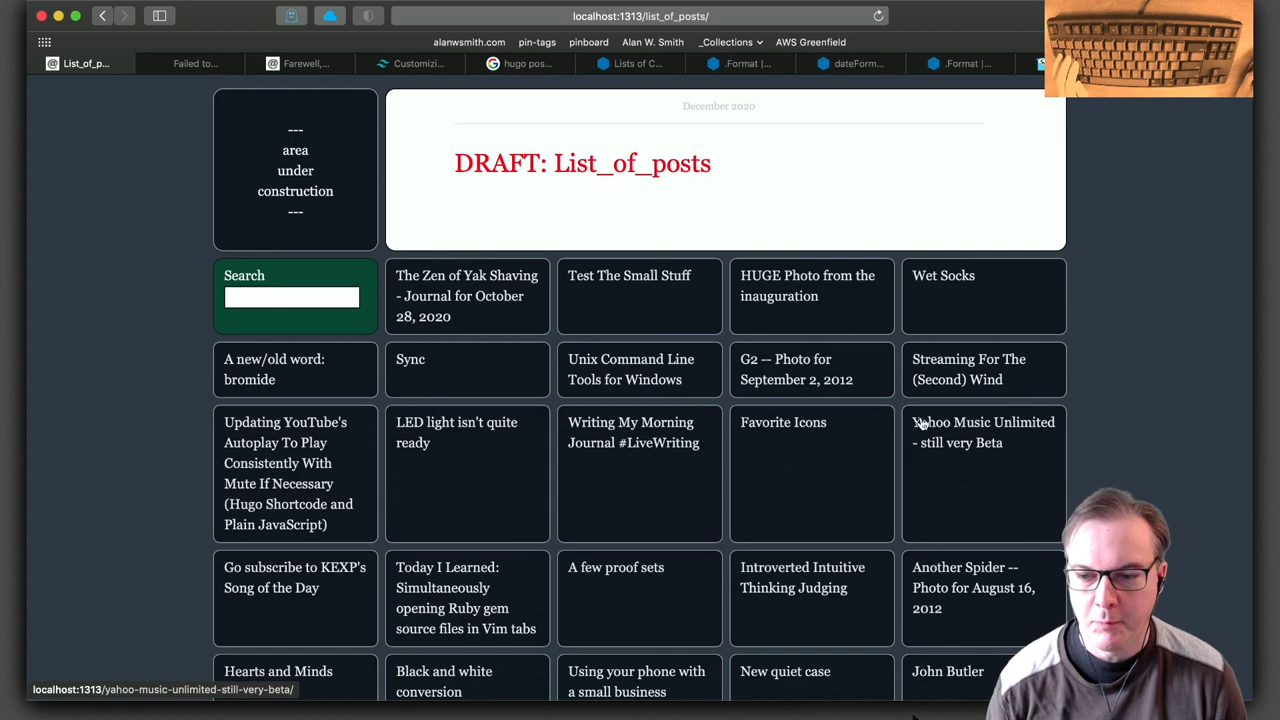 localhost:1313/list_of_posts/
alanwsmith.com
pin-tags
pinboard
Alan W. Smith
_Collections
AWS Greenfield
List_of_p...
Failed to...
Farewell,...
Customizi...
hugo pos...
Lists of C...
.Format |...
dateForm...
.Format |...
---
area
under
construction
---
December 2020
DRAFT: List_of_posts
Search
The Zen of Yak Shaving
- Journal for October
28, 2020
Test The Small Stuff
HUGE Photo from the
inauguration
Wet Socks
A new/old word:
bromide
Sync
Unix Command Line
Tools for Windows
G2 -- Photo for
September 2, 2012
Streaming For The
(Second) Wind
Updating YouTube's
Autoplay To Play
Consistently With
Mute If Necessary
(Hugo Shortcode and
Plain JavaScript)
LED light isn't quite
ready
Writing My Morning
Journal #LiveWriting
Favorite Icons
Yahoo Music Unlimited
- still very Beta
Go subscribe to KEXP's
Song of the Day
Today I Learned:
Simultaneously
opening Ruby gem
source files in Vim tabs
A few proof sets
Introverted Intuitive
Thinking Judging
Another Spider --
Photo for August 16,
2012
Hearts and Minds
Black and white
conversion
Using your phone with
a small business
New quiet case
John Butler
localhost:1313/yahoo-music-unlimited-still-very-beta/